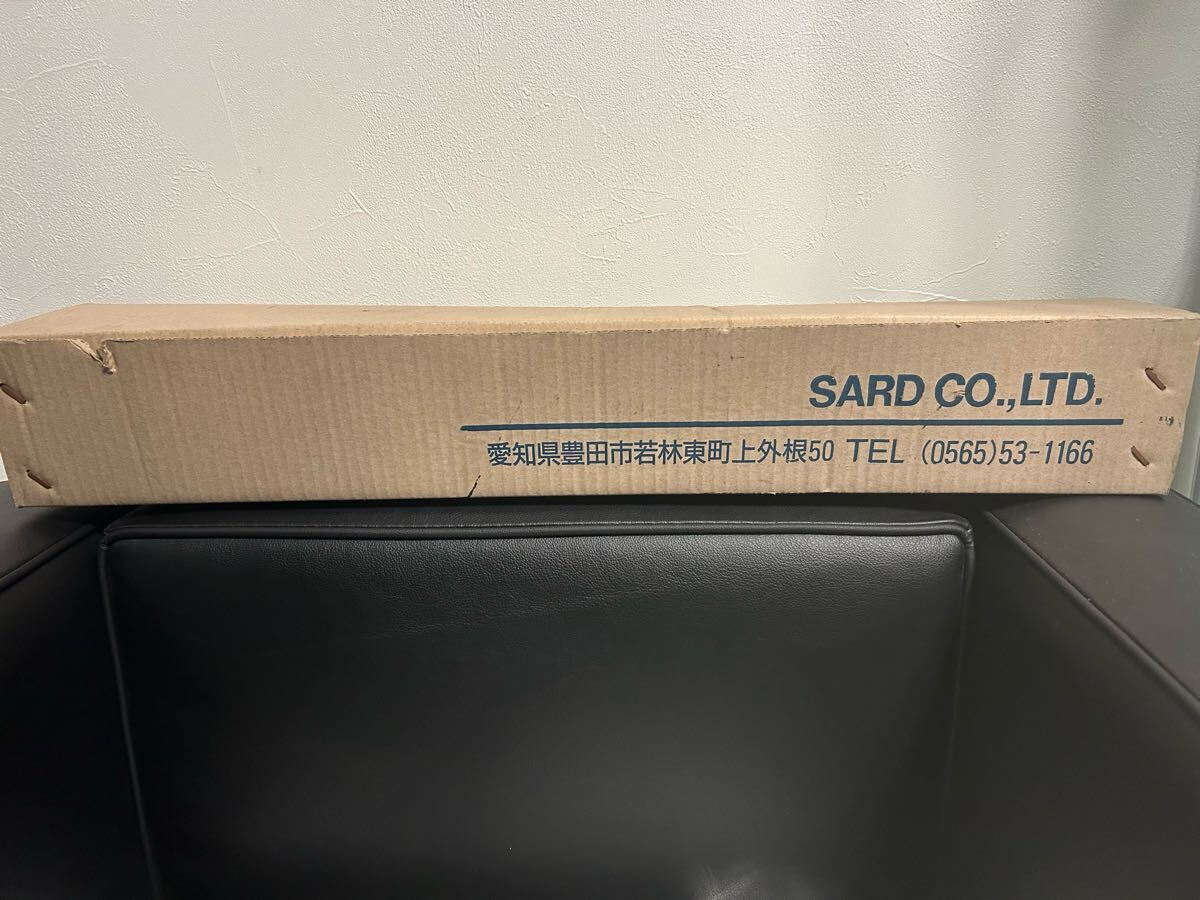 SARD CO.,LTD.
愛知県豊田市若林東町上外根50 TEL (0565)53-1166